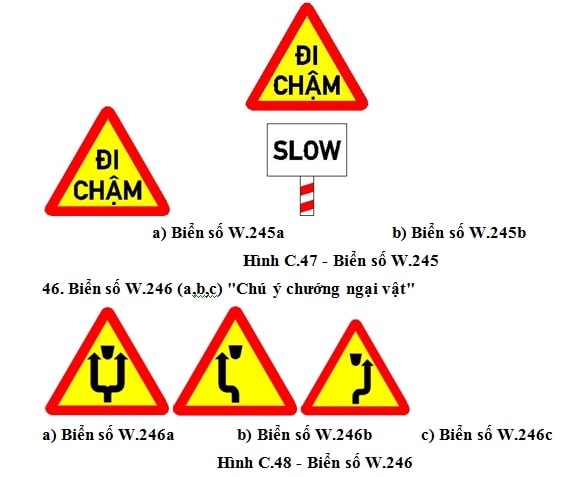 ĐI
CHẬM
SLOW
ĐI
CHẬM
a) Biển số W.245a
b) Biển số W.245b
Hình C.47 - Biển số W.245
46. Biển số W.246 (a,b,c) "Chú ý chướng ngại vật"
a) Biển số W.246a
b) Biển số W.246b
c) Biển số W.246c
Hình C.48 - Biển số W.246